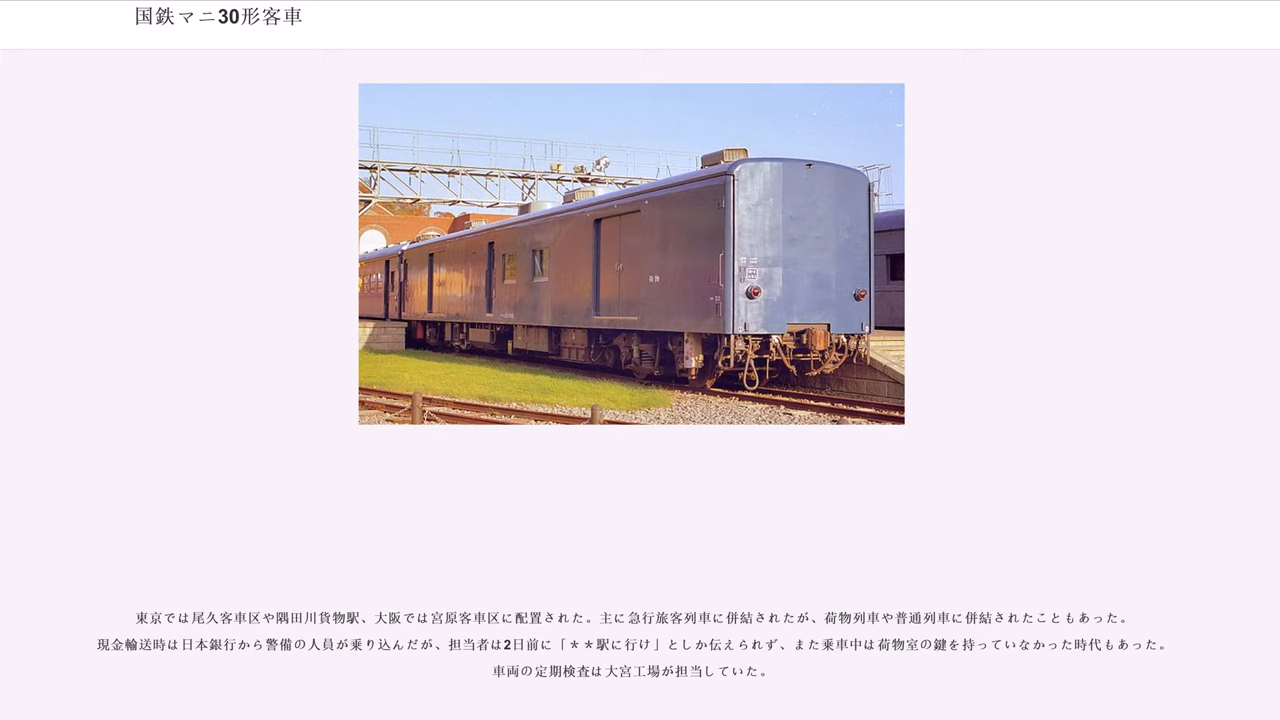 国鉄マニ30形客車
荷物
東京では尾久客車区や隅田川貨物駅、大阪では宮原客車区に配置された。主に急行旅客列車に併結されたが、荷物列車や普通列車に併結されたこともあった。
現金輸送時は日本銀行から警備の人員が乗り込んだが、担当者は2日前に「＊＊駅に行け」としか伝えられず、また乗車中は荷物室の鍵を持っていなかった時代もあった。
車両の定期検査は大宮工場が担当していた。